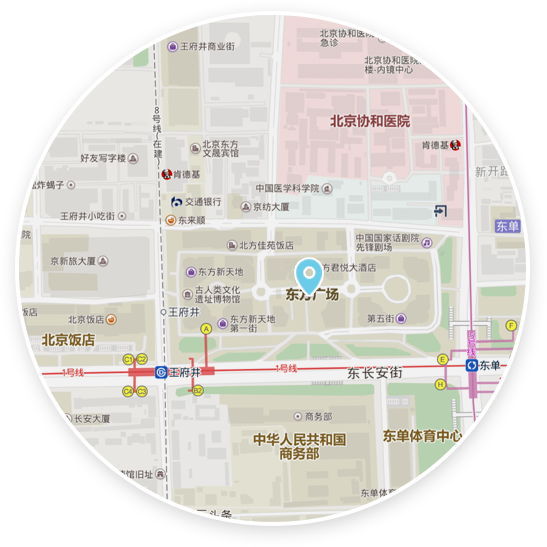 北京协和医院
急诊
王府井商业街
北京协和医院
楼-内镜中心
8号线(在建)
北京协和医院
北京东方
文晟宾馆
肯德基
好友写字楼
肯德基
新开路
中国医学科学院
炸蝎子
交通银行
京纺大厦
王府井小吃街
东来顺
东单
院
北方佳苑饭店
中国国家话剧院
先锋剧场
京新旅大厦
东方新天地
方君悦大酒店
古人类文化
遗址博物馆
东方广场
饭店
王府井
北京饭店
东方新天地
第一街
第五街
A
F
北京饭店
C1
C2
E
1号线
王府井
1号线
东长安街
东单
5号线
H
C4
C3
B2
长安大厦
商务部
中华人民共和国
商务部
东单体育中心
馆旧址
东单体育
头条